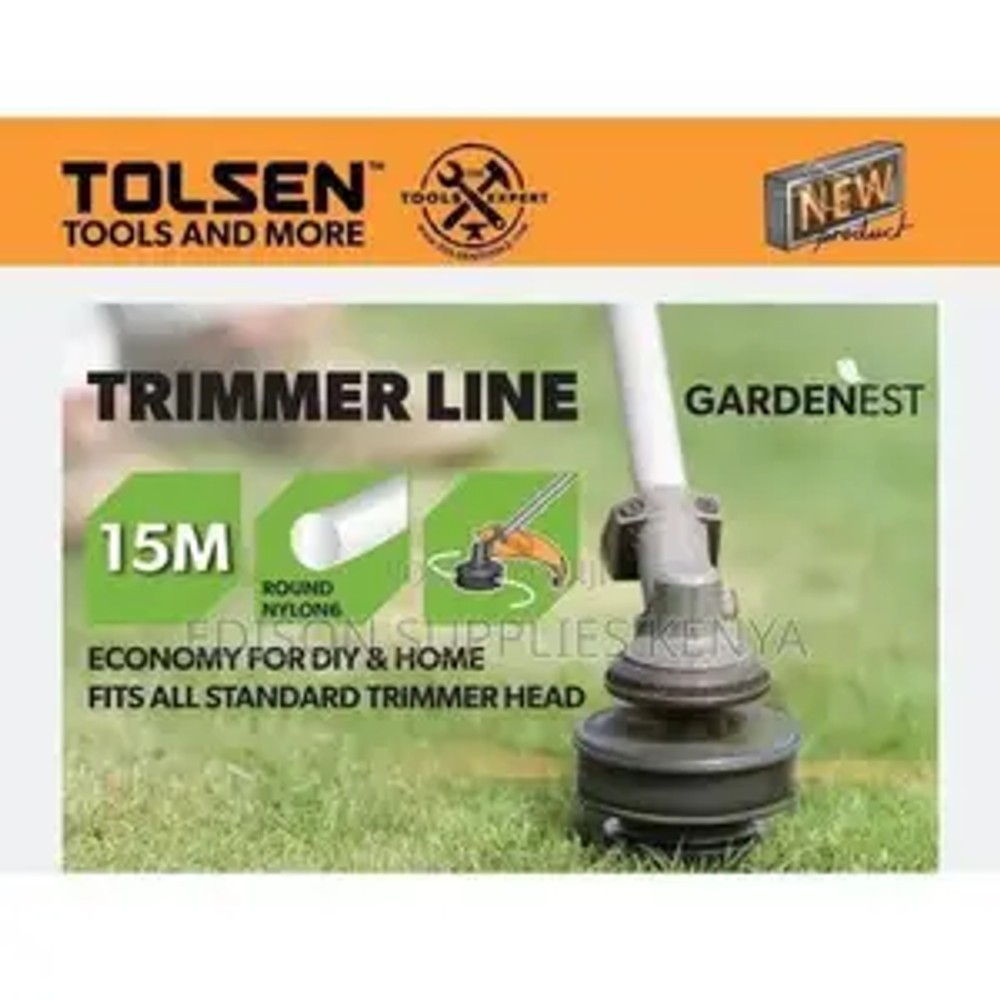 TOLSEN™
TOOLS AND MORE
TOOLS EXPERT
NEW
product
TRIMMER LINE
GARDENEST
15M
ROUND
NYLON6
EDISON SUPPLIES KENYA
ECONOMY FOR DIY & HOME
FITS ALL STANDARD TRIMMER HEAD